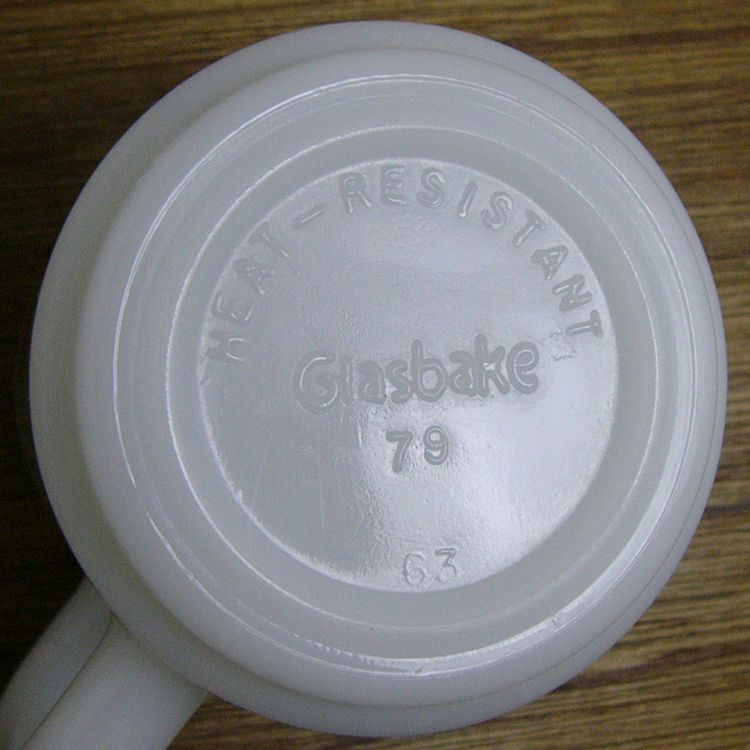 HEAT-RESISTANT
Glasbake
79
63